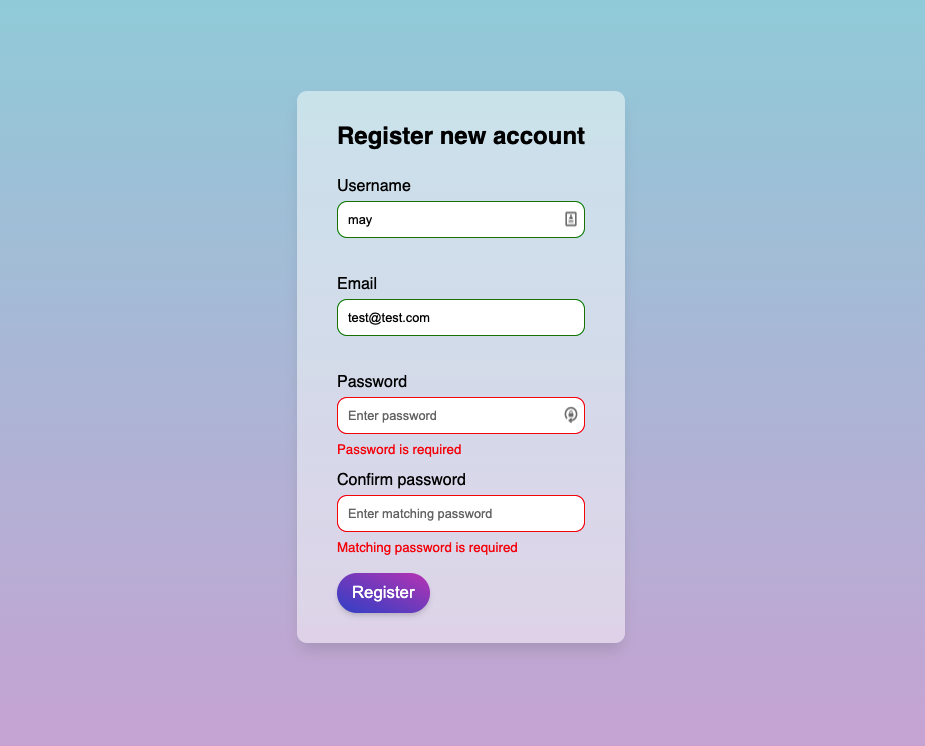 Register new account
Username
may
Email
test@test.com
Password
Enter password
Password is required
Confirm password
Enter matching password
Matching password is required
Register